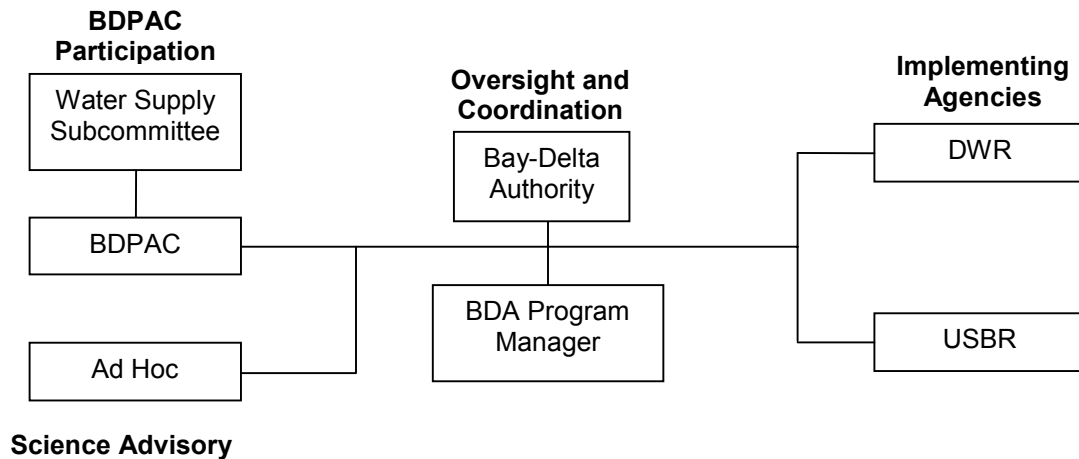 BDPAC
Participation
Water Supply
Subcommittee
BDPAC
Ad Hoc
Science Advisory
Oversight and
Coordination
Bay-Delta
Authority
BDA Program
Manager
Implementing
Agencies
DWR
USBR